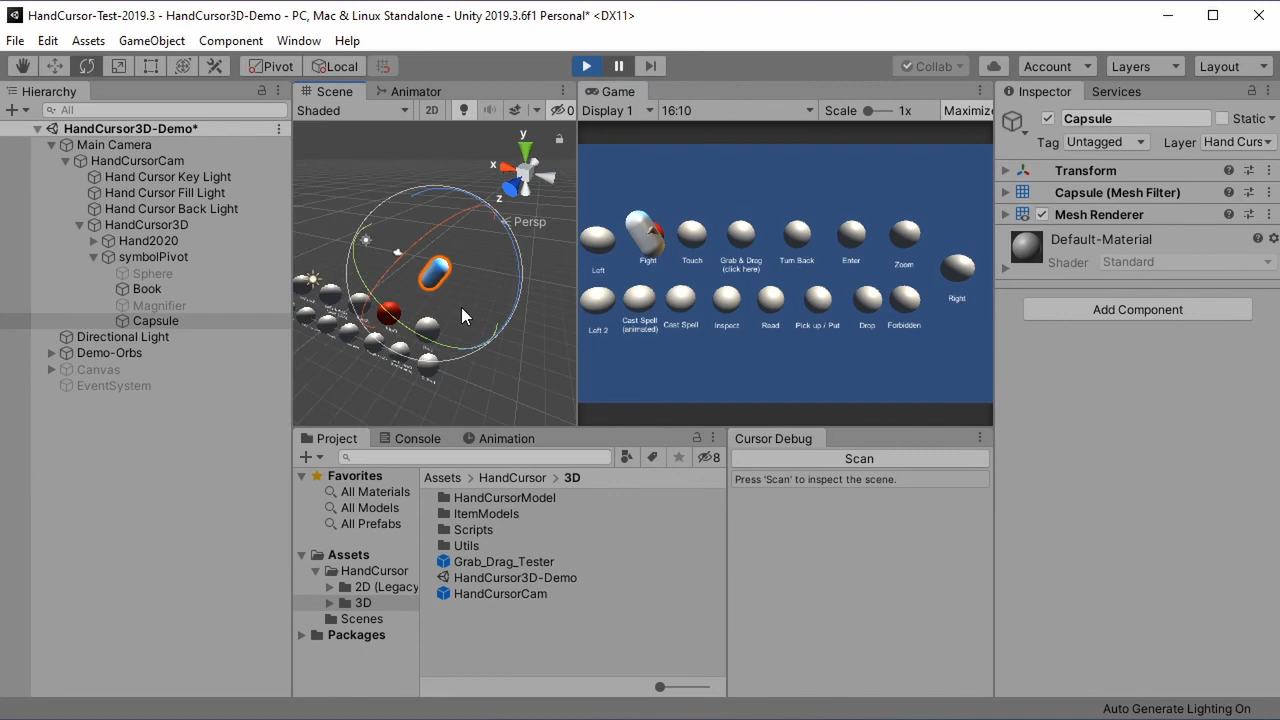 HandCursor-Test-2019.3 - HandCursor3D-Demo - PC, Mac & Linux Standalone - Unity 2019.3.6f1 Personal* <DX11>
File Edit Assets GameObject Component Window Help
Pivot Local Collab Account Layers Layout
Hierarchy
All
HandCursor3D-Demo*
Main Camera
HandCursorCam
Hand Cursor Key Light
Hand Cursor Fill Light
Hand Cursor Back Light
HandCursor3D
Hand2020
symbolPivot
Sphere
Book
Magnifier
Capsule
Directional Light
Demo-Orbs
Canvas
EventSystem
Scene Animator
Shaded 2D 0
y
x
z
Persp
Game
Display 1 16:10 Scale 1x Maximize
Left Fight Touch Grab & Drag Turn Back Enter Zoom
(click here)
Right
Left 2 Cast Spell Cast Spell Inspect Read Pick up / Put Drop Forbidden
(animated)
Project Console Animation
8
Favorites
All Materials
All Models
All Prefabs
Assets
HandCursor
2D (Legacy
3D
Scenes
Packages
Assets HandCursor 3D
HandCursorModel
ItemModels
Scripts
Utils
Grab_Drag_Tester
HandCursor3D-Demo
HandCursorCam
Cursor Debug
Scan
Press 'Scan' to inspect the scene.
Inspector Services
Capsule Static
Tag Untagged Layer Hand Curs
Transform
Capsule (Mesh Filter)
Mesh Renderer
Default-Material
Shader Standard
Add Component
Auto Generate Lighting On